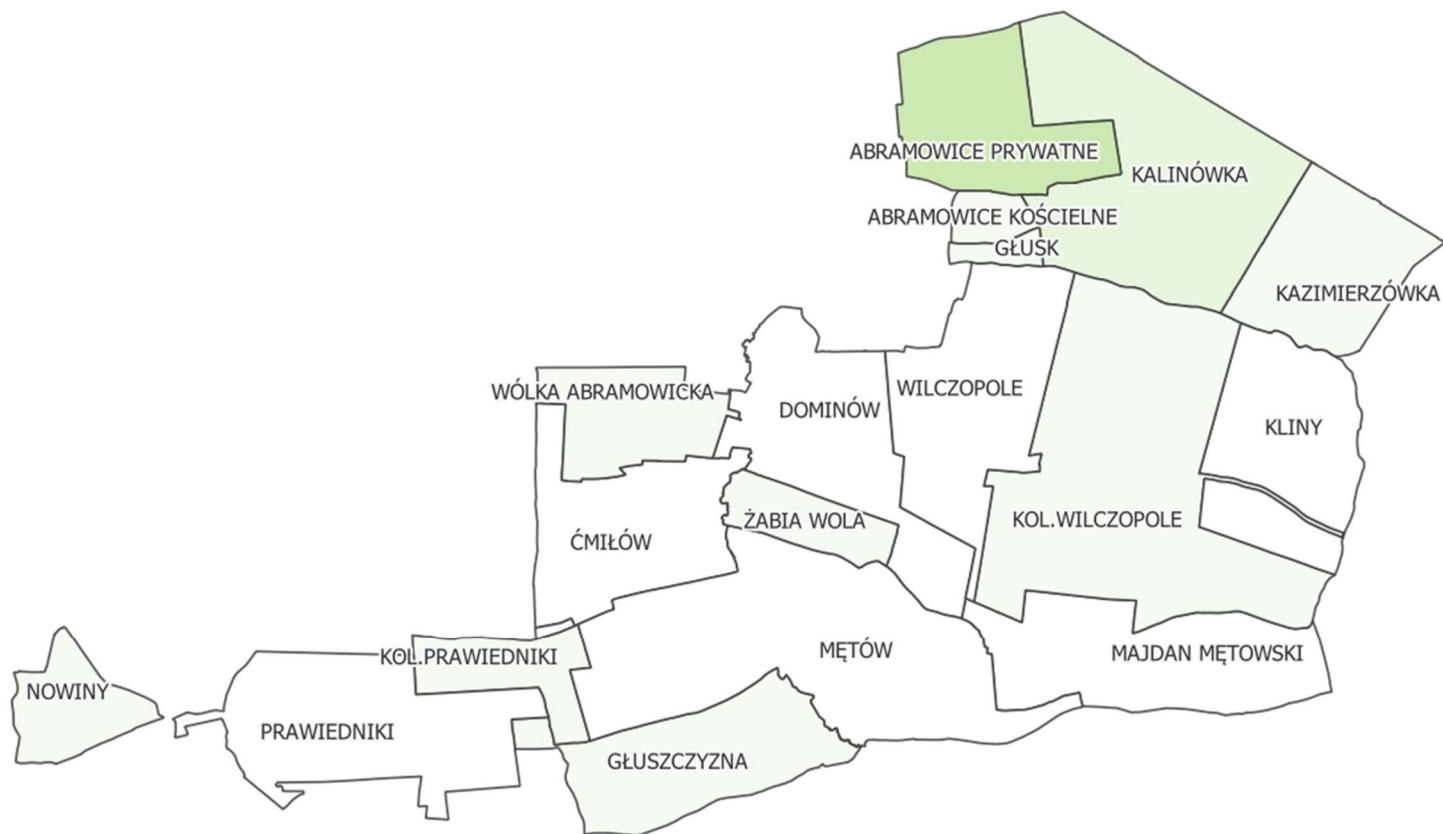 ABRAMOWICE PRYWATNE
KALINÓWKA
ABRAMOWICE KOŚCIELNE
GŁUSK
KAZIMIERZÓWKA
WÓLKA ABRAMOWICKA
DOMINÓW
WILCZOPOLE
KLINY
ŻABIA WOLA
KOL.WILCZOPOLE
ĆMIŁÓW
KOL.PRAWIEDNIKI
MĘTÓW
MAJDAN MĘTOWSKI
NOWINY
PRAWIEDNIKI
GŁUSZCZYZNA